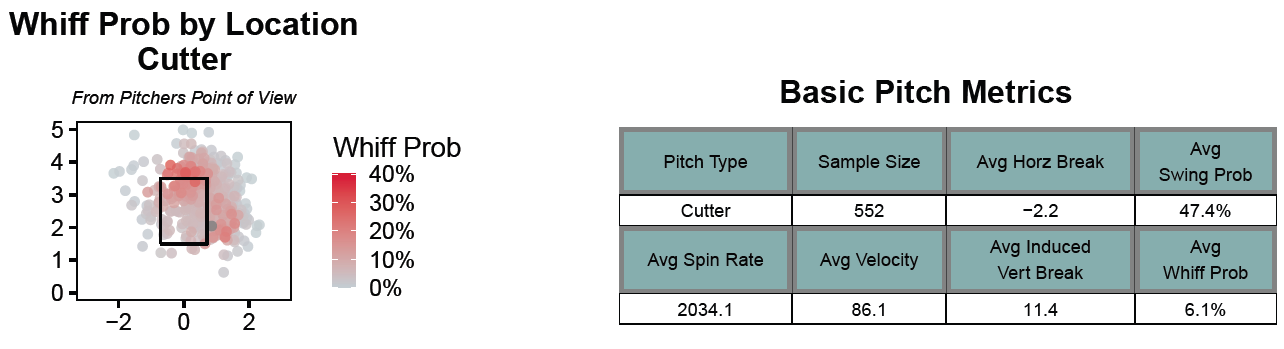 Whiff Prob by Location
Cutter
From Pitchers Point of View
5
4
3
2
1
0
−2 0 2
Whiff Prob
40%
30%
20%
10%
0%
Basic Pitch Metrics
Pitch Type Sample Size Avg Horz Break Avg
Swing Prob
Cutter 552 −2.2 47.4%
Avg Spin Rate Avg Velocity Avg Induced
Vert Break Avg
Whiff Prob
2034.1 86.1 11.4 6.1%